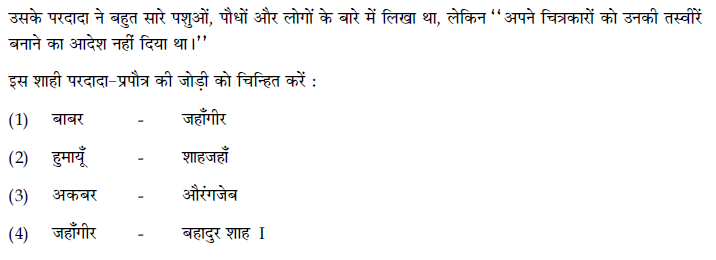 उसके परदादा ने बहुत सारे पशुओं, पौधों और लोगों के बारे में लिखा था, लेकिन ‘‘अपने चित्रकारों को उनकी तस्वीरें
बनाने का आदेश नहीं दिया था।’’
इस शाही परदादा-प्रपौत्र की जोड़ी को चिन्हित करें :
(1) बाबर - जहाँगीर
(2) हुमायूँ - शाहजहाँ
(3) अकबर - औरंगजेब
(4) जहाँगीर - बहादुर शाह I